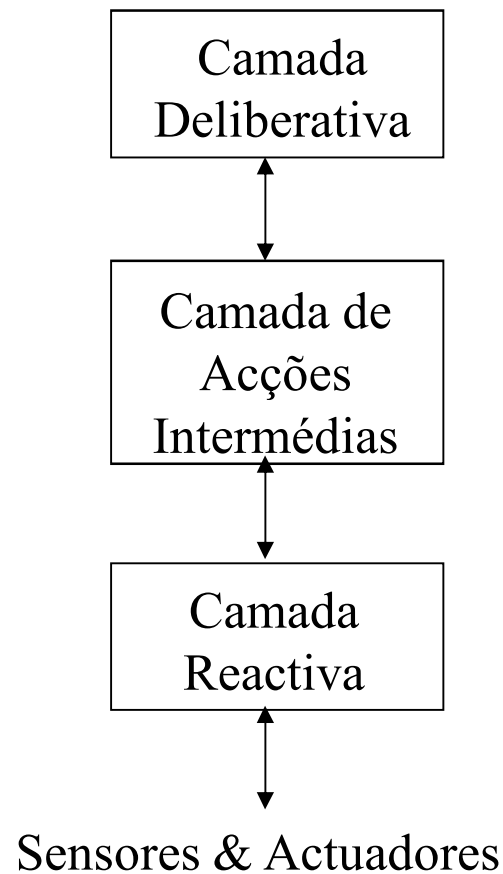 Camada
Deliberativa
Camada de
Acções
Intermédias
Camada
Reactiva
Sensores & Actuadores